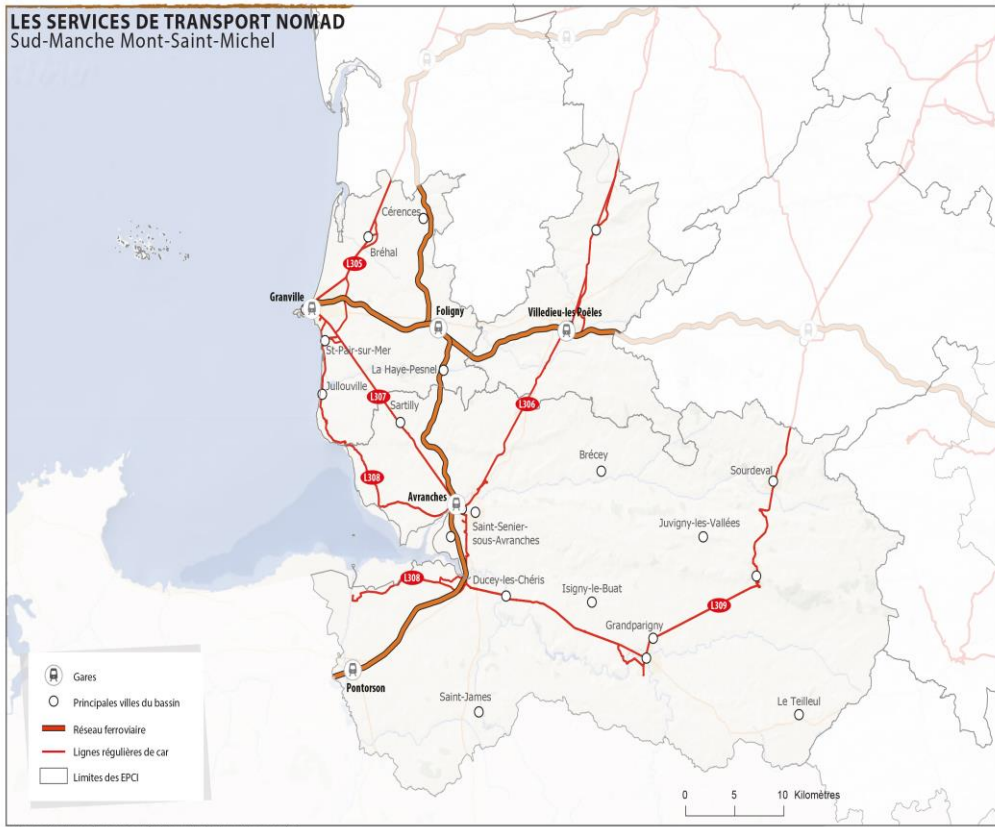 LES SERVICES DE TRANSPORT NOMAD
Sud-Manche Mont-Saint-Michel
Cérences
Bréhal
L305
Granville
Foligny
Villedieu-les-Poêles
St-Pair-sur-Mer
La Haye-Pesnel
Jullouville
L307
L306
Sartilly
Brécey
L308
Sourdeval
Avranches
Saint-Senier-
sous-Avranches
Juvigny-les-Vallées
L308
Ducey-les-Chéris
Isigny-le-Buat
L309
Grandparigny
Pontorson
Saint-James
Le Teilleul
Gares
Principales villes du bassin
Réseau ferroviaire
Lignes régulières de car
Limites des EPCI
0 5 10 Kilomètres